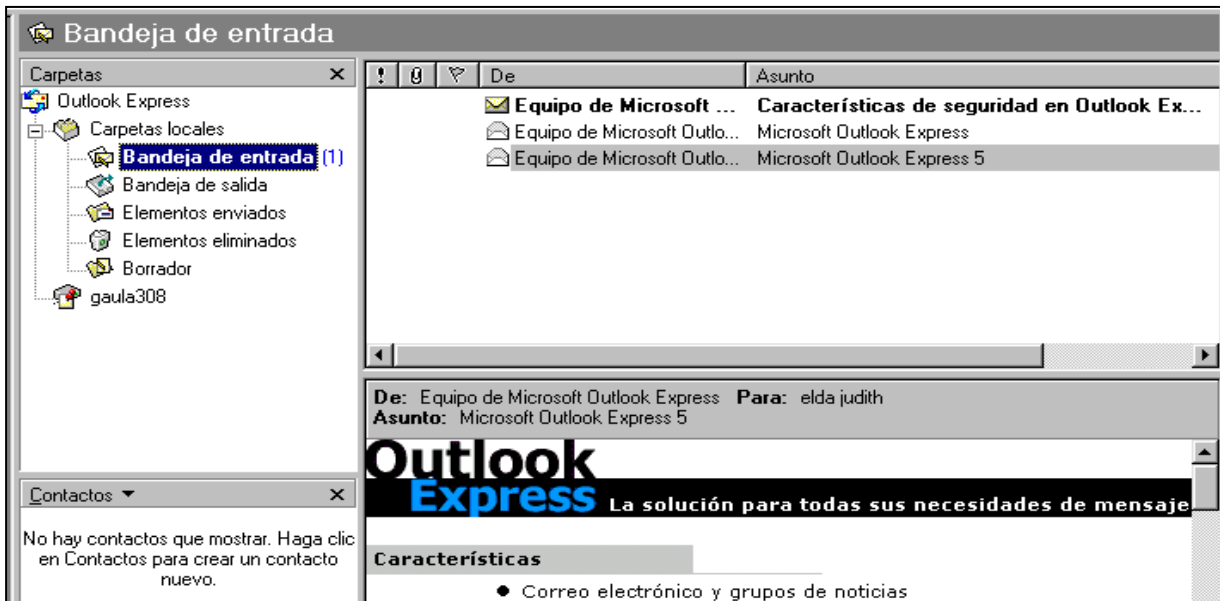 Bandeja de entrada
Carpetas
Outlook Express
Carpetas locales
Bandeja de entrada (1)
Bandeja de salida
Elementos enviados
Elementos eliminados
Borrador
gaula308
! De Asunto
Equipo de Microsoft ... Características de seguridad en Outlook Ex...
Equipo de Microsoft Outlo... Microsoft Outlook Express
Equipo de Microsoft Outlo... Microsoft Outlook Express 5
De: Equipo de Microsoft Outlook Express Para: elda judith
Asunto: Microsoft Outlook Express 5
Outlook
Express La solución para todas sus necesidades de mensaje
Características
Correo electrónico y grupos de noticias
Contactos
No hay contactos que mostrar. Haga clic
en Contactos para crear un contacto
nuevo.